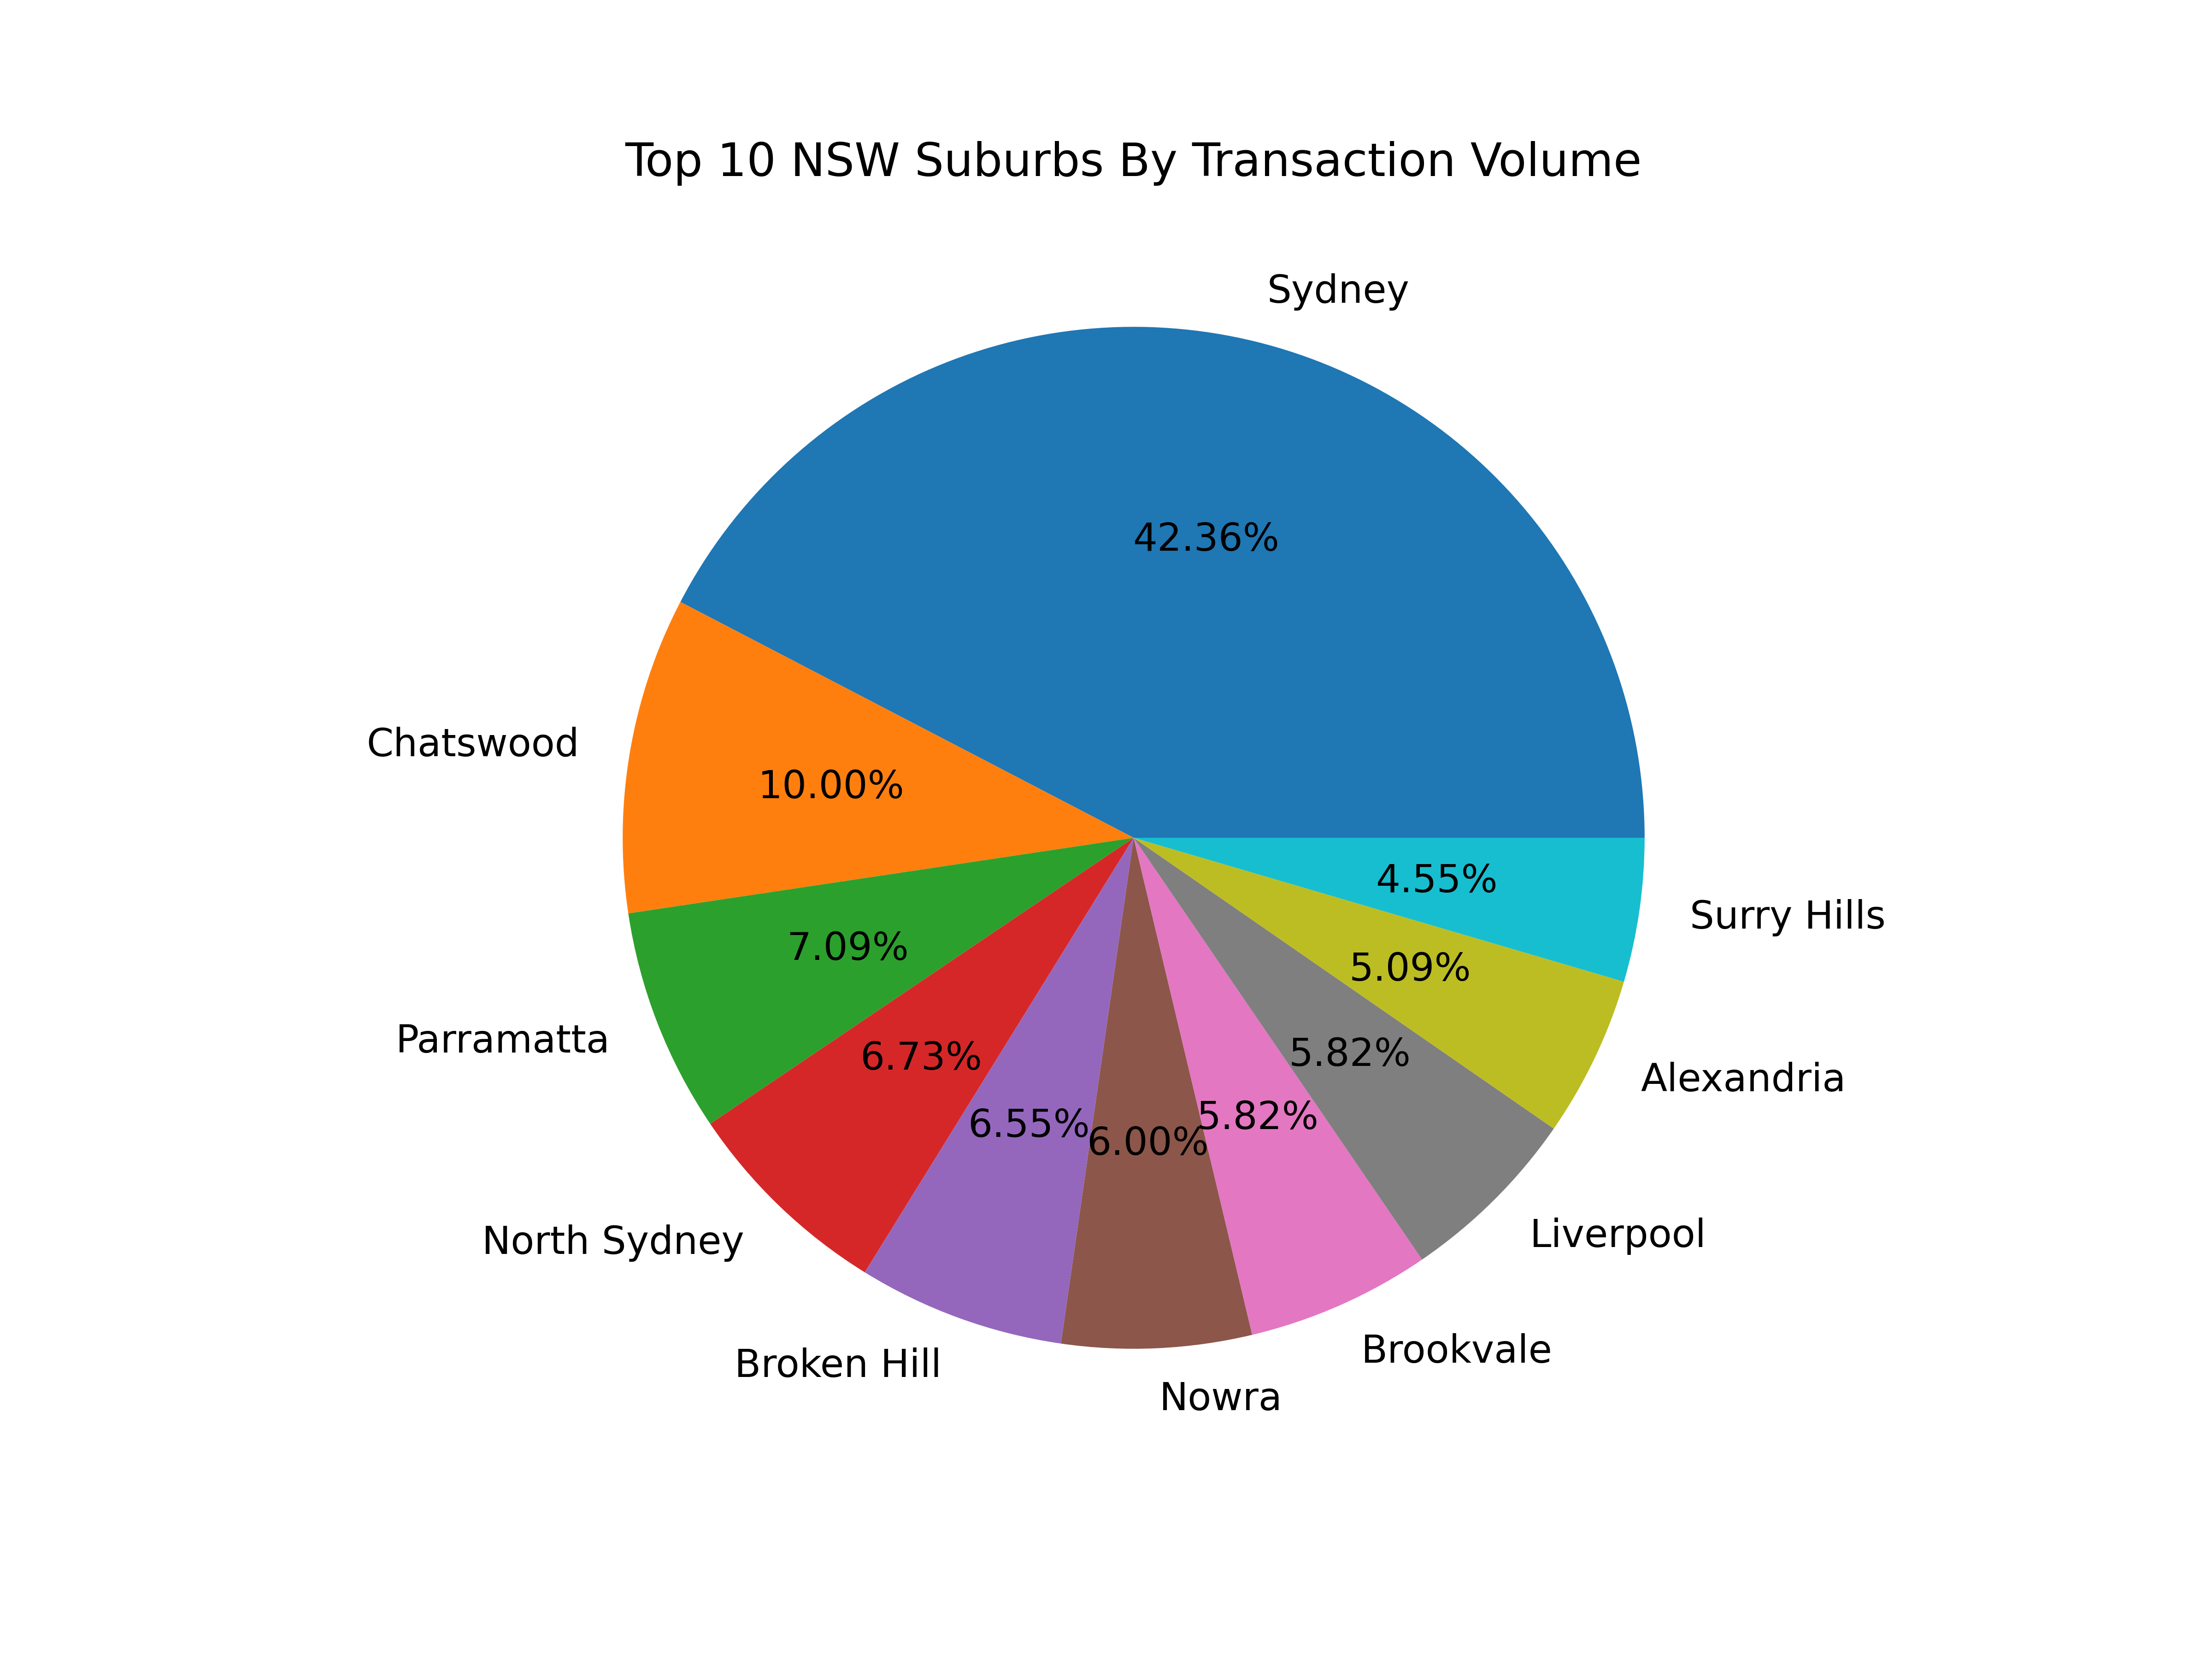 Top 10 NSW Suburbs By Transaction Volume
Sydney
42.36%
Chatswood
10.00%
Parramatta
7.09%
North Sydney
6.73%
Broken Hill
6.55%
Nowra
6.00%
Brookvale
5.82%
Liverpool
5.82%
Alexandria
5.09%
Surry Hills
4.55%